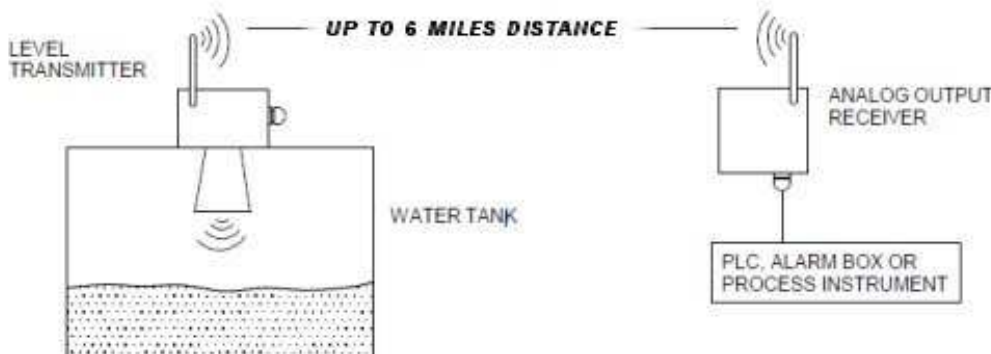 UP TO 6 MILES DISTANCE
LEVEL
TRANSMITTER
ANALOG OUTPUT
RECEIVER
WATER TANK
PLC, ALARM BOX OR
PROCESS INSTRUMENT